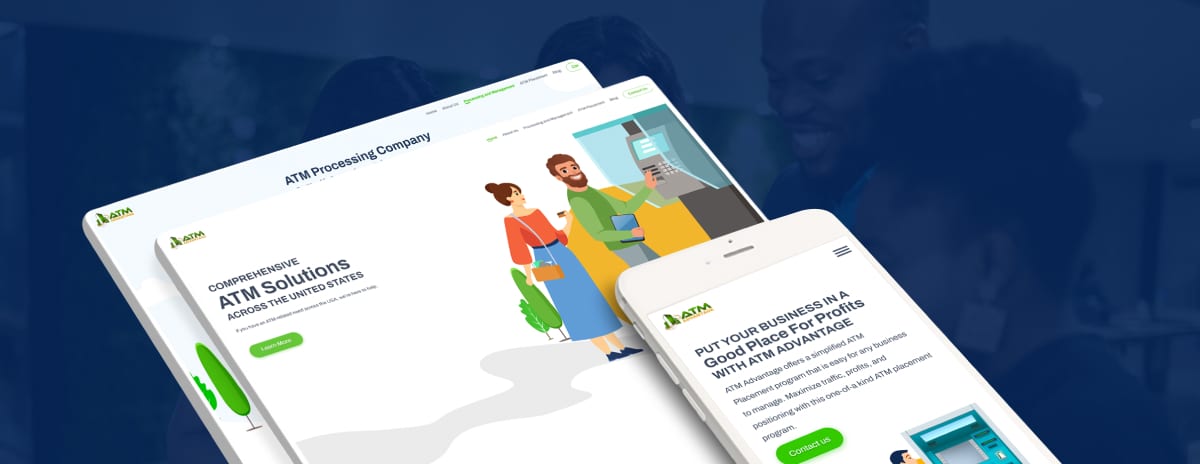 Home About Us Processing and Management ATM Placement Blog
ATM Processing Company
ATM
Home About Us Processing and Management ATM Placement Blog Contact Us
ATM
COMPREHENSIVE
ATM Solutions
ACROSS THE UNITED STATES
If you have an ATM-related need across the USA, we're here to help.
Learn More
ATM
PUT YOUR BUSINESS IN A
Good Place For Profits
WITH ATM ADVANTAGE
ATM Advantage offers a simplified ATM
Placement program that is easy for any business
to manage. Maximize traffic, profits, and
positioning with this one-of-a kind ATM placement
program.
Contact us